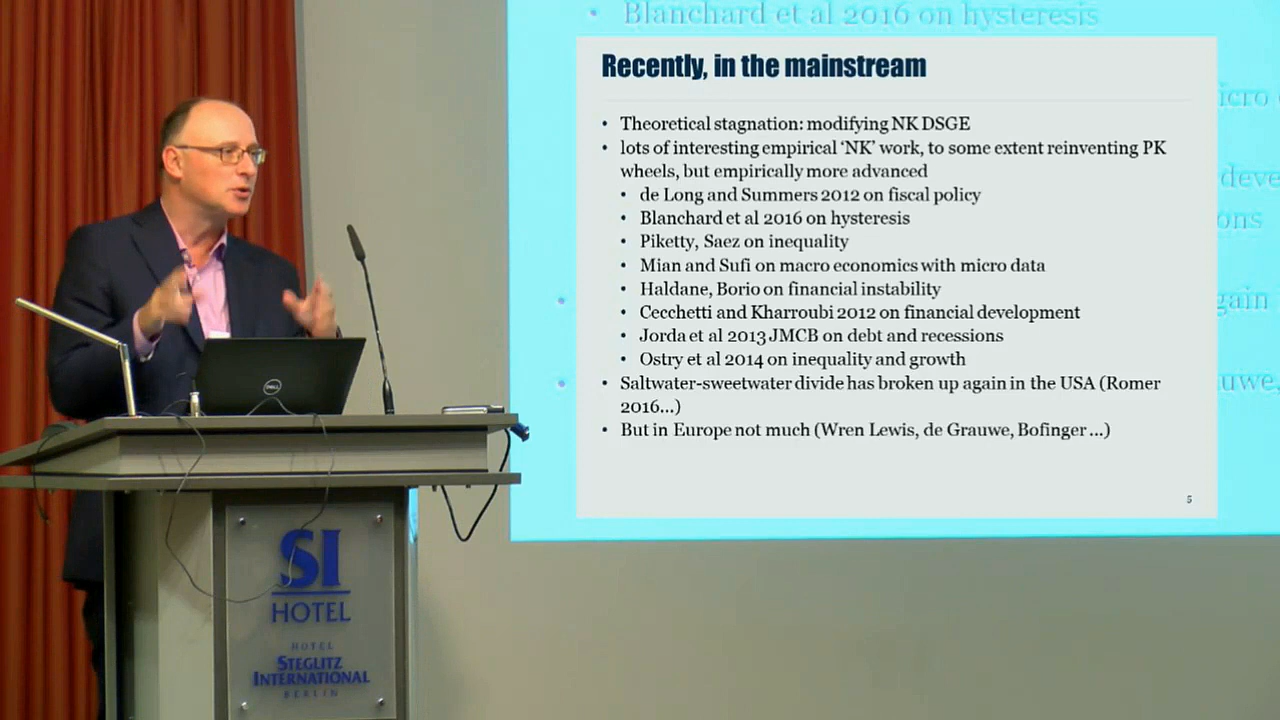 Blanchard et al 2016 on hysteresis
Recently, in the mainstream
• Theoretical stagnation: modifying NK DSGE
• lots of interesting empirical ‘NK’ work, to some extent reinventing PK
wheels, but empirically more advanced
• de Long and Summers 2012 on fiscal policy
• Blanchard et al 2016 on hysteresis
• Piketty, Saez on inequality
• Mian and Sufi on macro economics with micro data
• Haldane, Borio on financial instability
• Cecchetti and Kharroubi 2012 on financial development
• Jorda et al 2013 JMCB on debt and recessions
• Ostry et al 2014 on inequality and growth
• Saltwater-sweetwater divide has broken up again in the USA (Romer
2016…)
• But in Europe not much (Wren Lewis, de Grauwe, Bofinger …)
5
DELL
SI
HOTEL
HOTEL
STEGLITZ
INTERNATIONAL
BERLIN